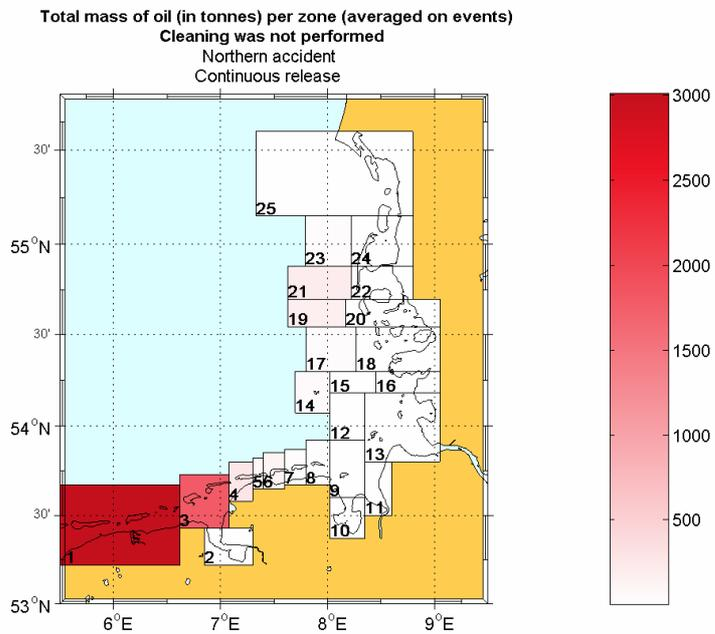 Total mass of oil (in tonnes) per zone (averaged on events)
Cleaning was not performed
Northern accident
Continuous release
30'
25
55°N
23 24
21 22
19 20
30'
17 18
15 16
14
54°N
12
13
4 5 6 7 8
9
30'
3
11
10
1
2
53°N
6°E 7°E 8°E 9°E
3000
2500
2000
1500
1000
500